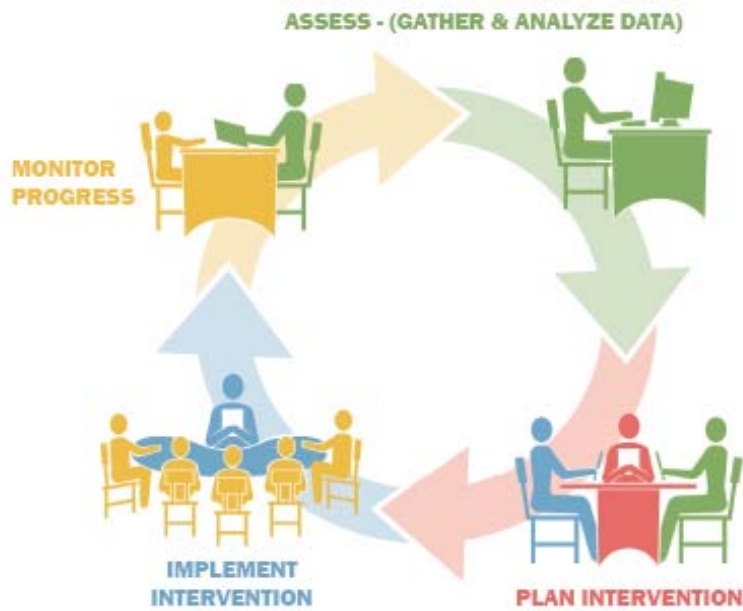 ASSESS - (GATHER & ANALYZE DATA)
MONITOR
PROGRESS
IMPLEMENT
INTERVENTION
PLAN INTERVENTION